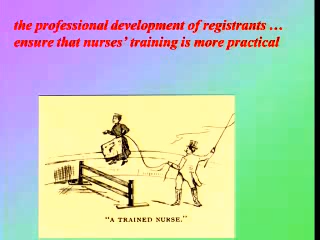 the professional development of registrants …
ensure that nurses’ training is more practical
“A TRAINED NURSE.”